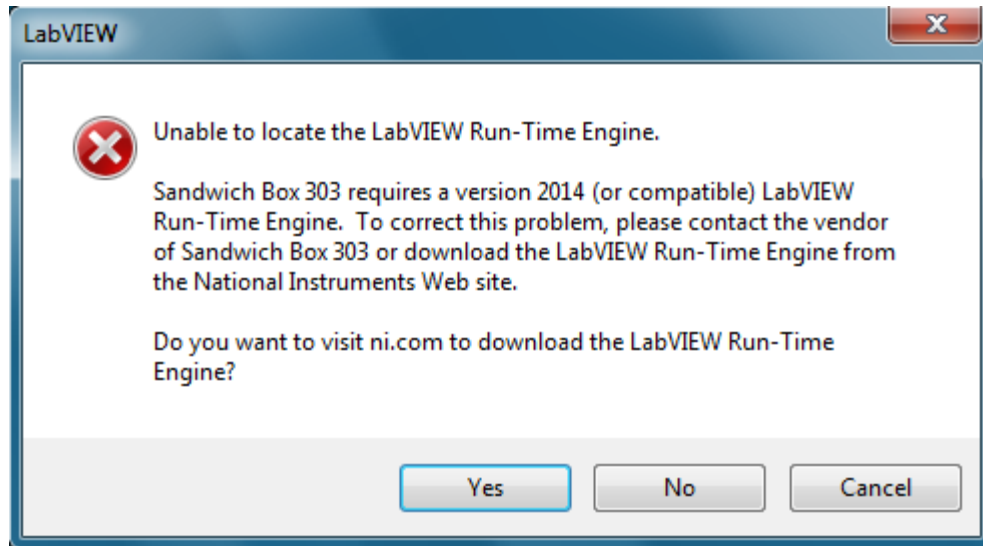 LabVIEW
Unable to locate the LabVIEW Run-Time Engine.
Sandwich Box 303 requires a version 2014 (or compatible) LabVIEW
Run-Time Engine.  To correct this problem, please contact the vendor
of Sandwich Box 303 or download the LabVIEW Run-Time Engine from
the National Instruments Web site.
Do you want to visit ni.com to download the LabVIEW Run-Time
Engine?
Yes
No
Cancel